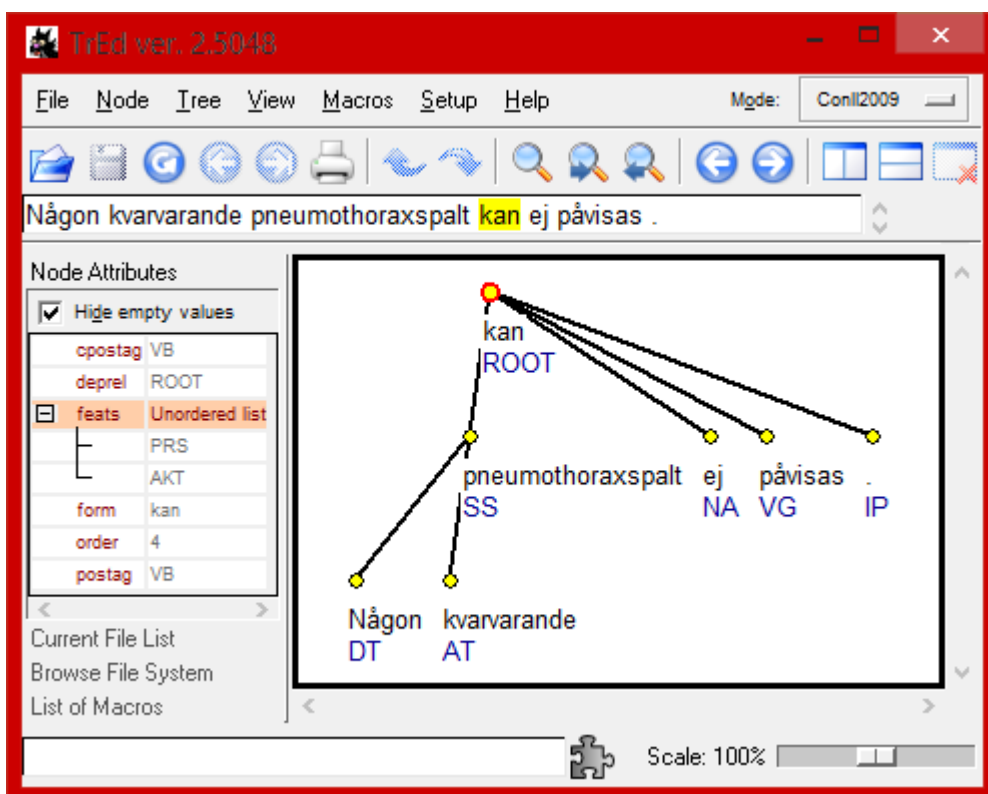 TrEd ver. 2.5048
File Node Tree View Macros Setup Help Mode: Conll2009
Någon kvarvarande pneumothoraxspalt kan ej påvisas .
Node Attributes
Hide empty values
cpostag VB
deprel ROOT
feats Unordered list
PRS
AKT
form kan
order 4
postag VB
Current File List
Browse File System
List of Macros
kan
ROOT
pneumothoraxspalt ej påvisas .
SS NA VG IP
Någon kvarvarande
DT AT
Scale: 100%